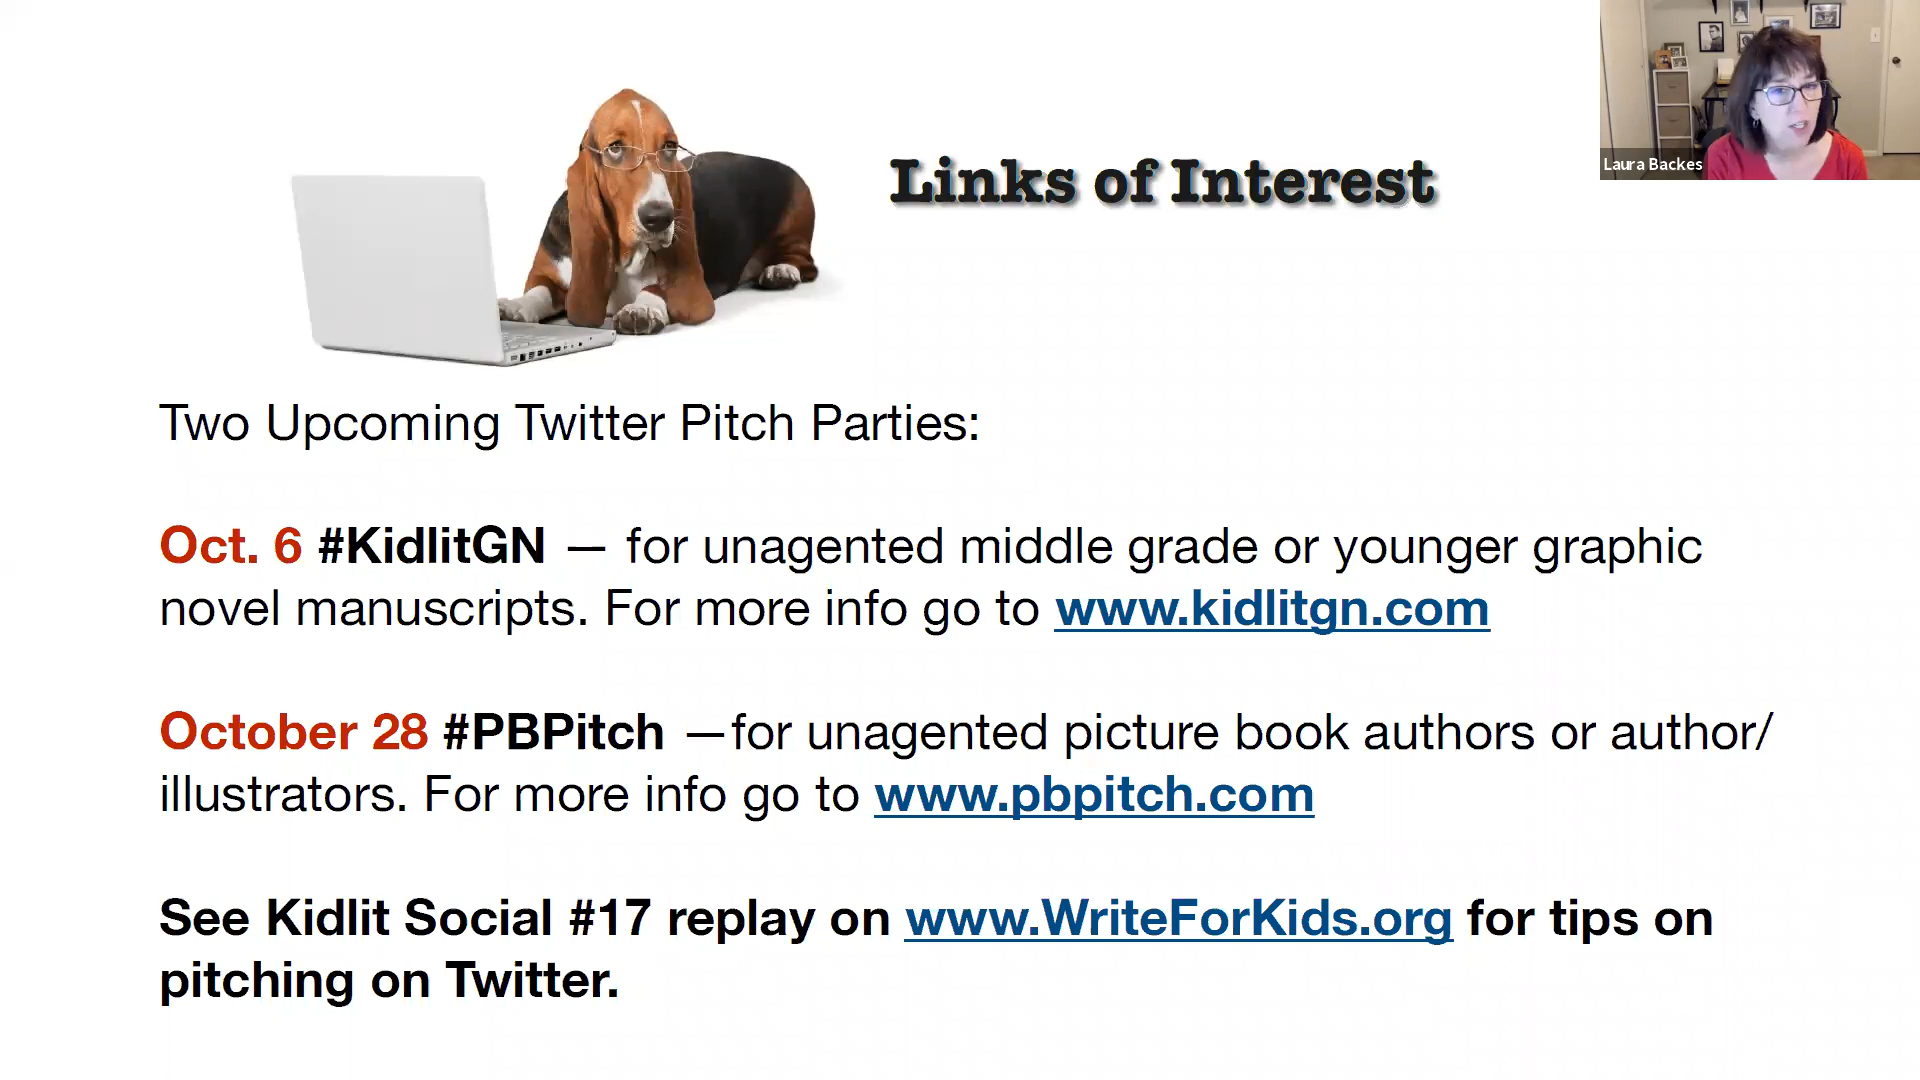 Links of Interest
Laura Backes
Two Upcoming Twitter Pitch Parties:
Oct. 6 #KidlitGN — for unagented middle grade or younger graphic
novel manuscripts. For more info go to www.kidlitgn.com
October 28 #PBPitch —for unagented picture book authors or author/
illustrators. For more info go to www.pbpitch.com
See Kidlit Social #17 replay on www.WriteForKids.org for tips on
pitching on Twitter.